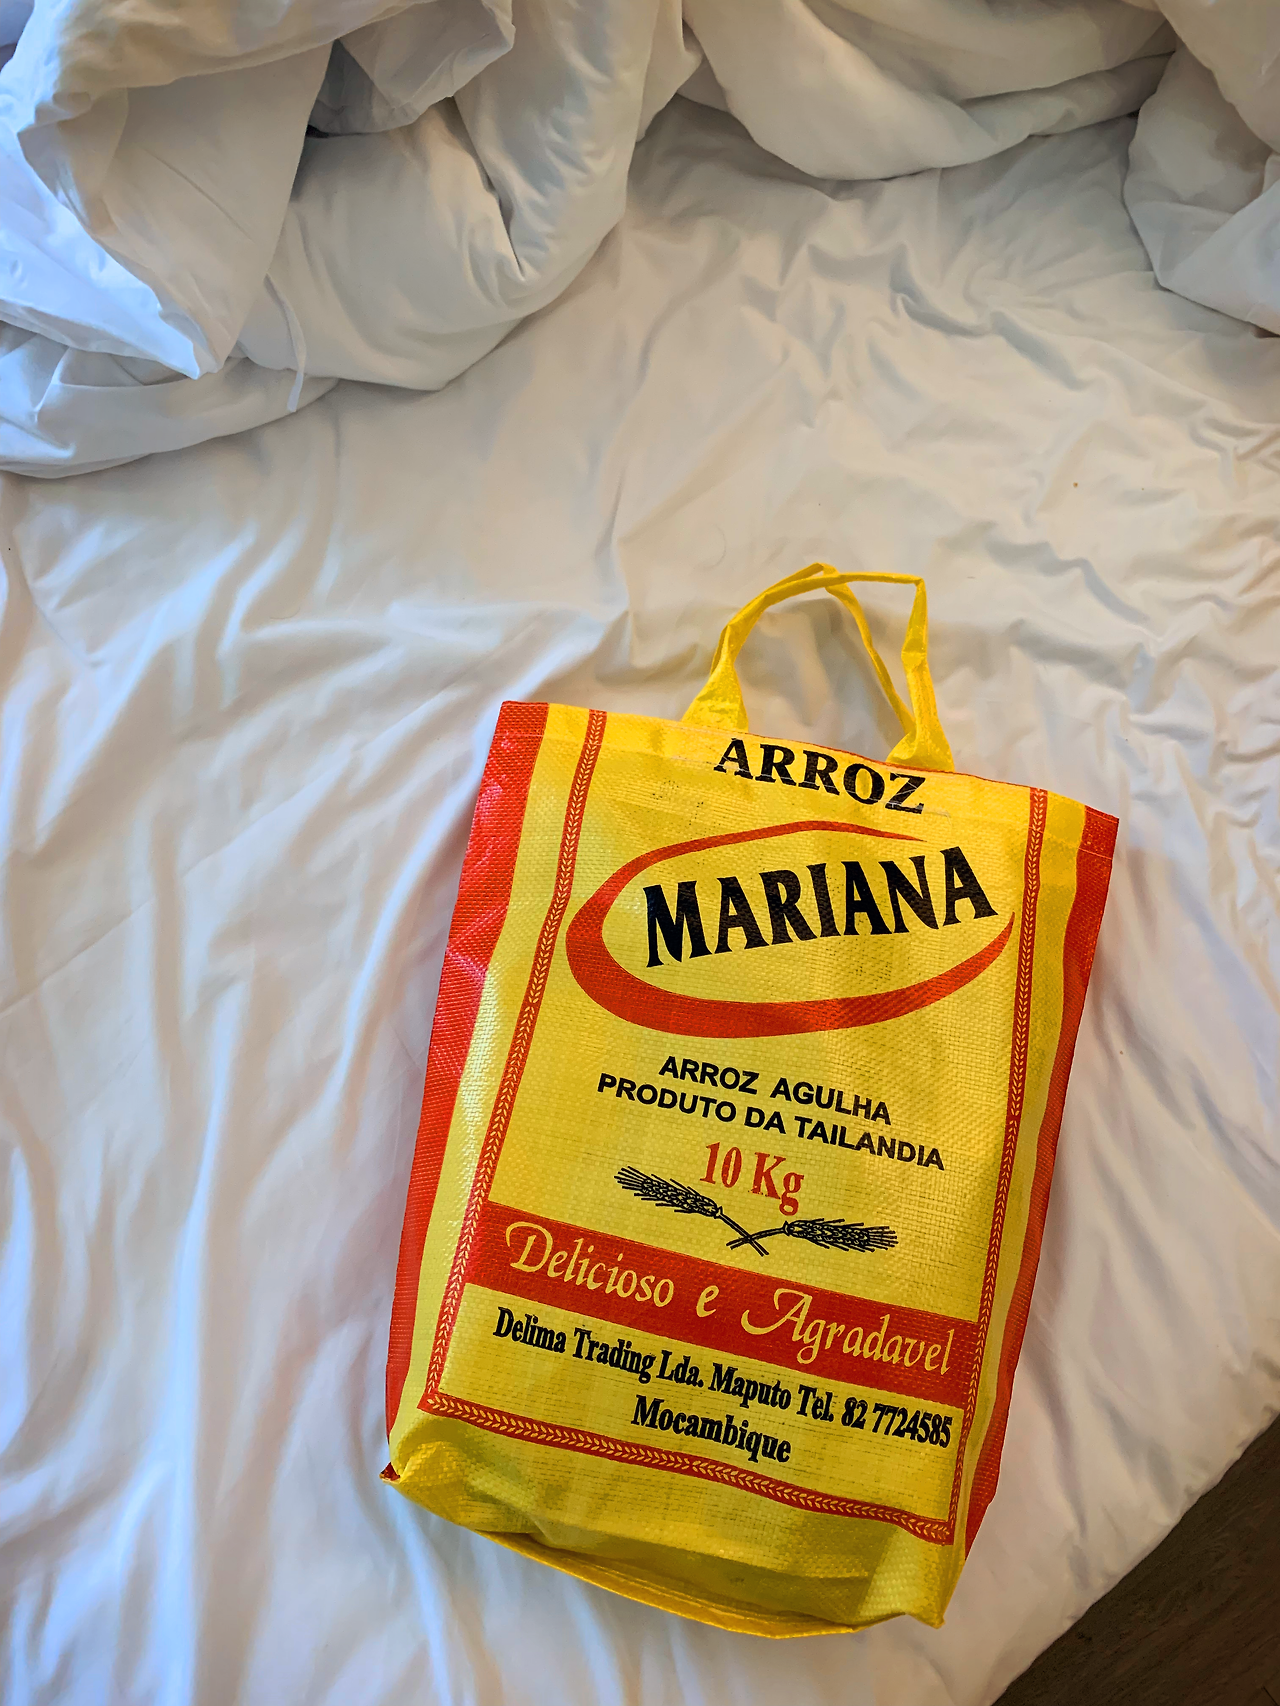 ARROZ
MARIANA
ARROZ AGULHA
PRODUTO DA TAILANDIA
10 Kg
Delicioso e Agradavel
Delima Trading Lda. Maputo Tel. 82 7724585
Mocambique